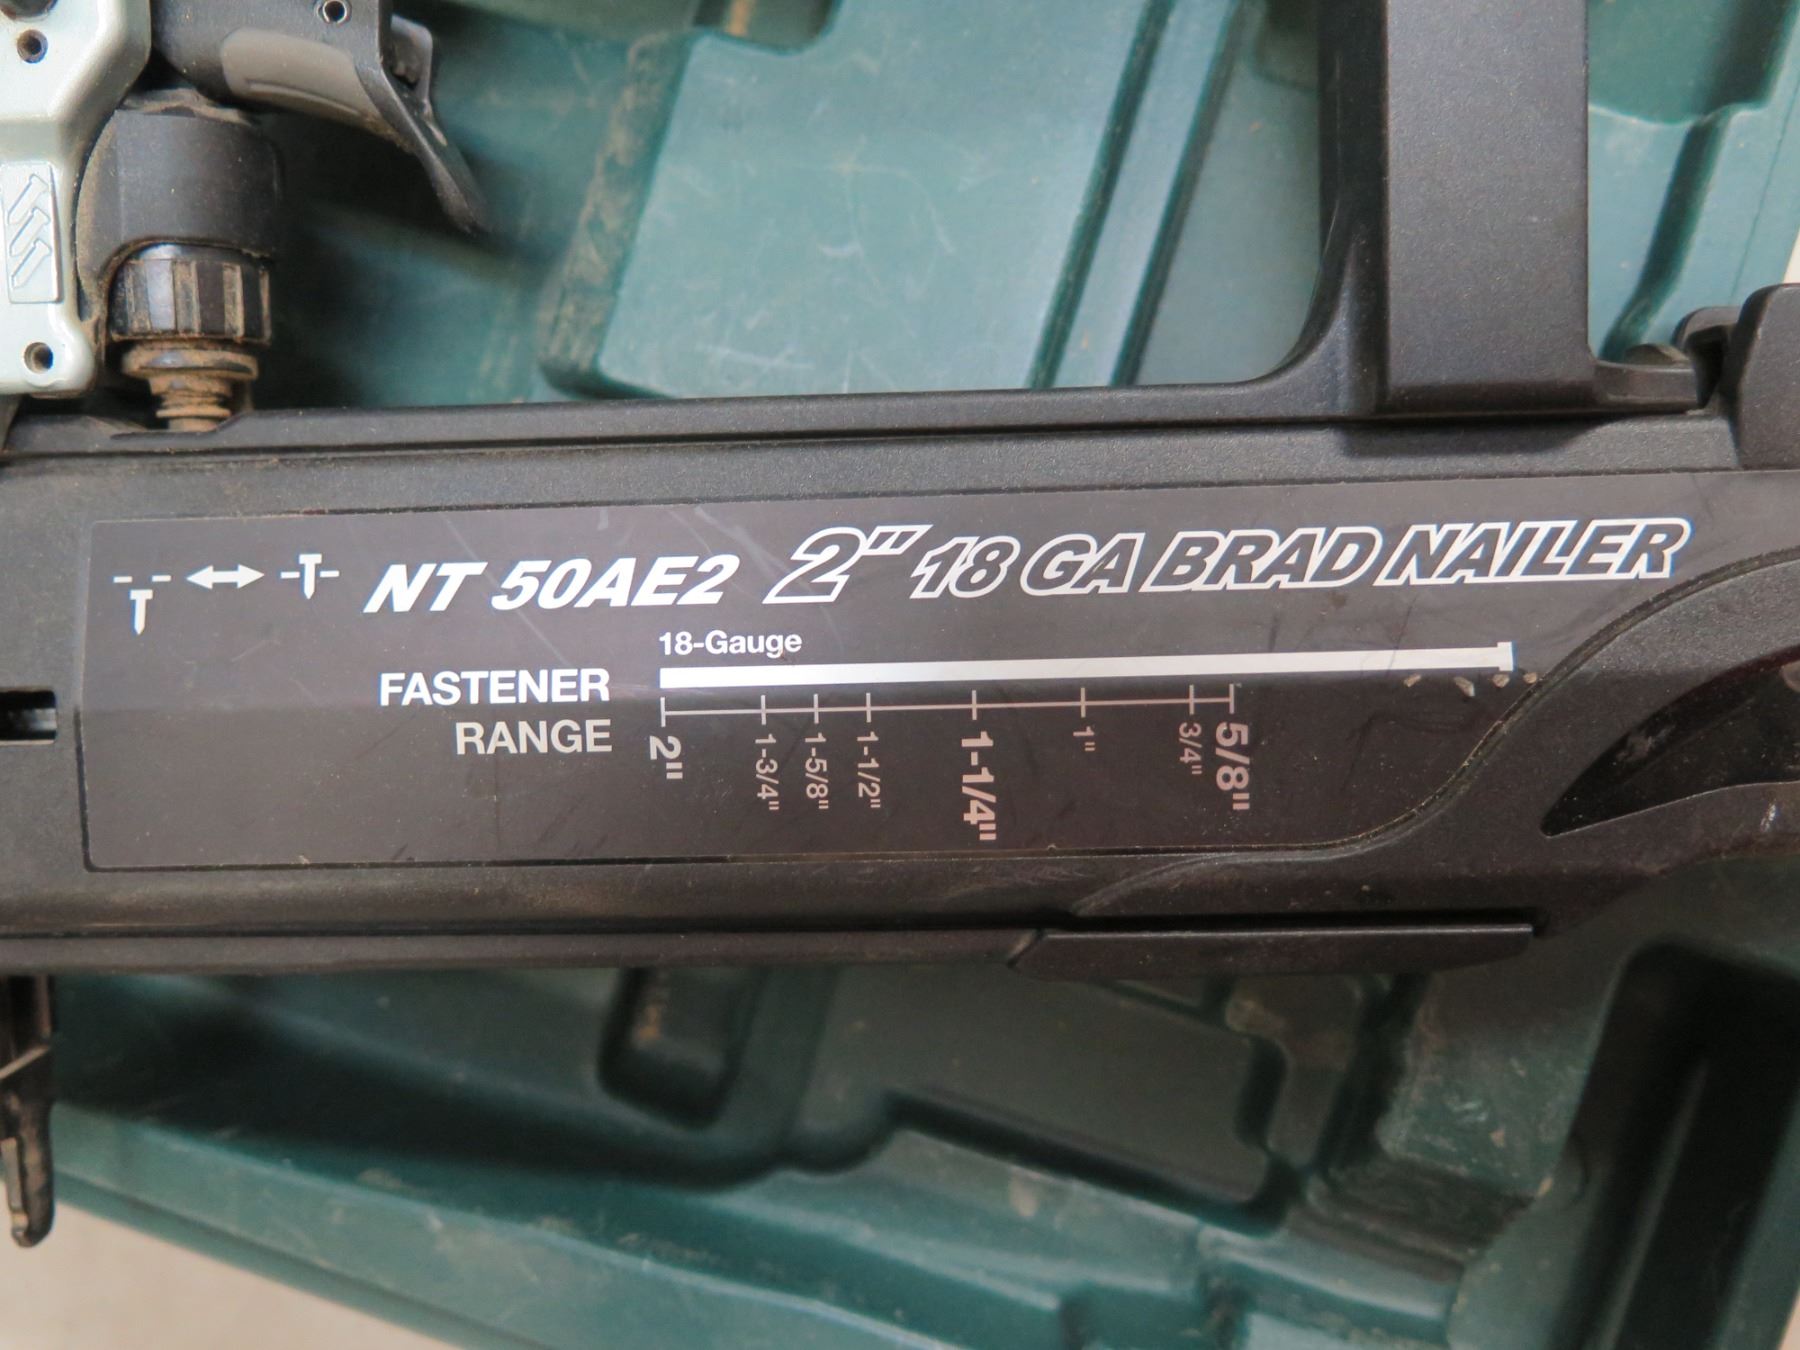 NT 50AE2 2" 18 GA BRAD NAILER
18-Gauge
FASTENER
RANGE
2"
1-3/4"
1-5/8"
1-1/2"
1-1/4"
1"
3/4"
5/8"